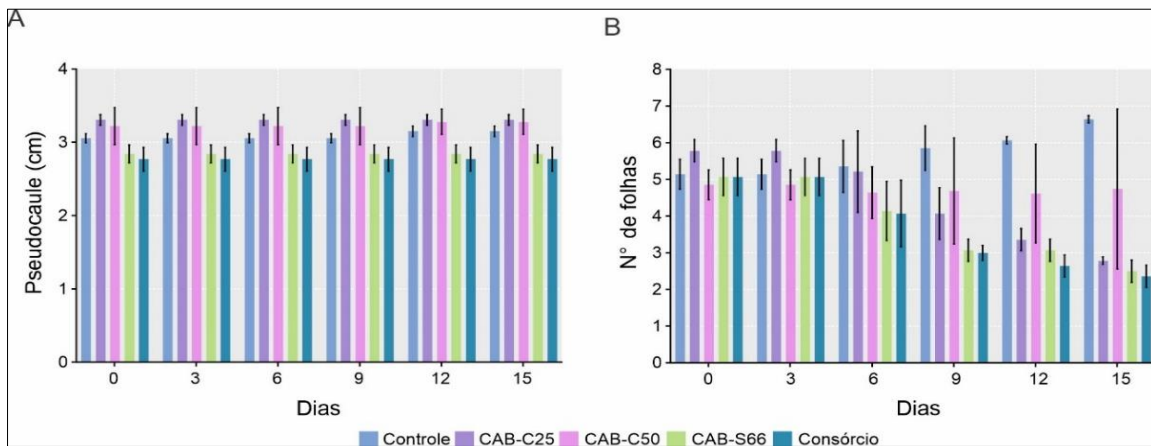 A
B
Pseudocaule (cm)
4
3
2
1
0
0 3 6 9 12 15
Dias
N° de folhas
8
7
6
5
4
3
2
1
0
0 3 6 9 12 15
Dias
Controle CAB-C25 CAB-C50 CAB-S66 Consórcio